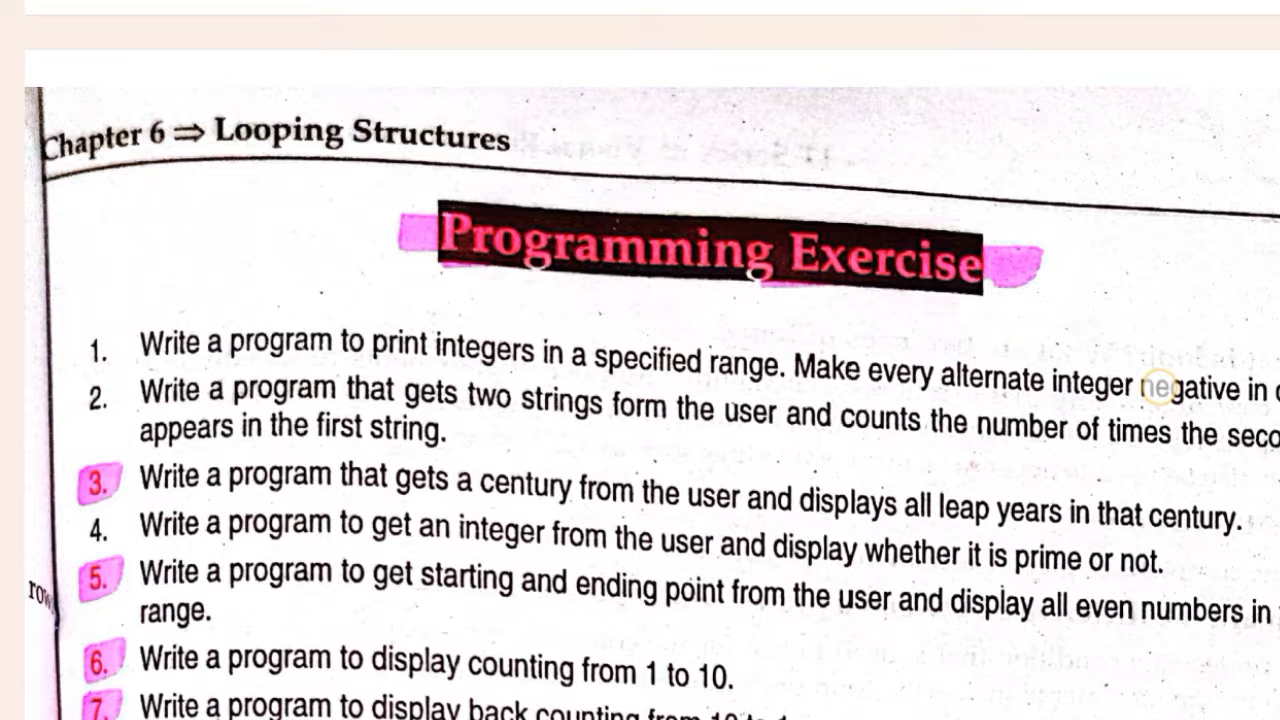 Chapter 6 ⇒ Looping Structures
Programming Exercise
1. Write a program to print integers in a specified range. Make every alternate integer negative in
2. Write a program that gets two strings form the user and counts the number of times the
appears in the first string.
3. Write a program that gets a century from the user and displays all leap years in that century.
4. Write a program to get an integer from the user and display whether it is prime or not.
5. Write a program to get starting and ending point from the user and display all even numbers in
range.
6. Write a program to display counting from 1 to 10.
7. Write a program to display back counting from 10 to 1